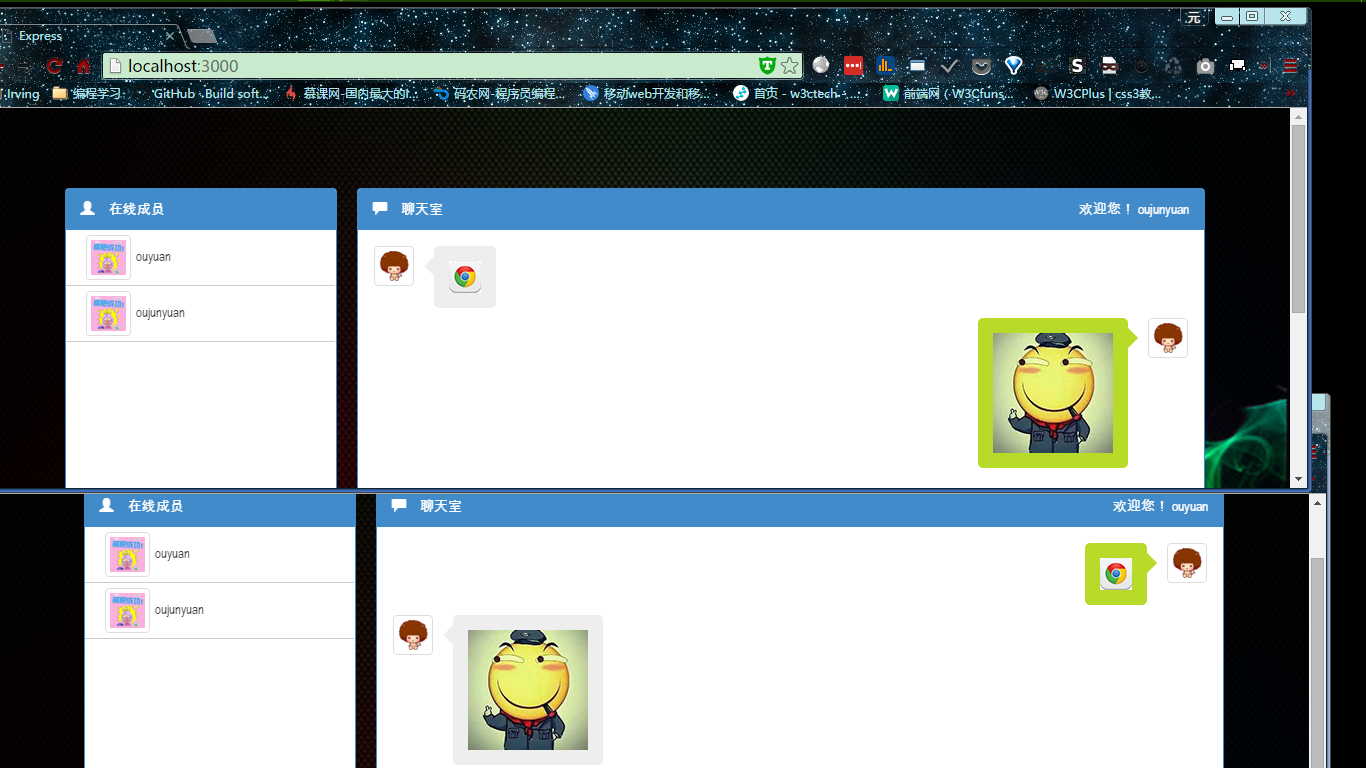 元
Express
localhost:3000
Irving
编程学习
GitHub · Build soft...
慕课网-国内最大的I...
码农网-程序员编程...
移动web开发和移...
首页 - w3ctech - ...
前端网 (·W3Cfuns...
W3CPlus | css3教...
在线成员
聊天室
欢迎您！ oujunyuan
ouyuan
oujunyuan
在线成员
聊天室
欢迎您！ ouyuan
ouyuan
oujunyuan